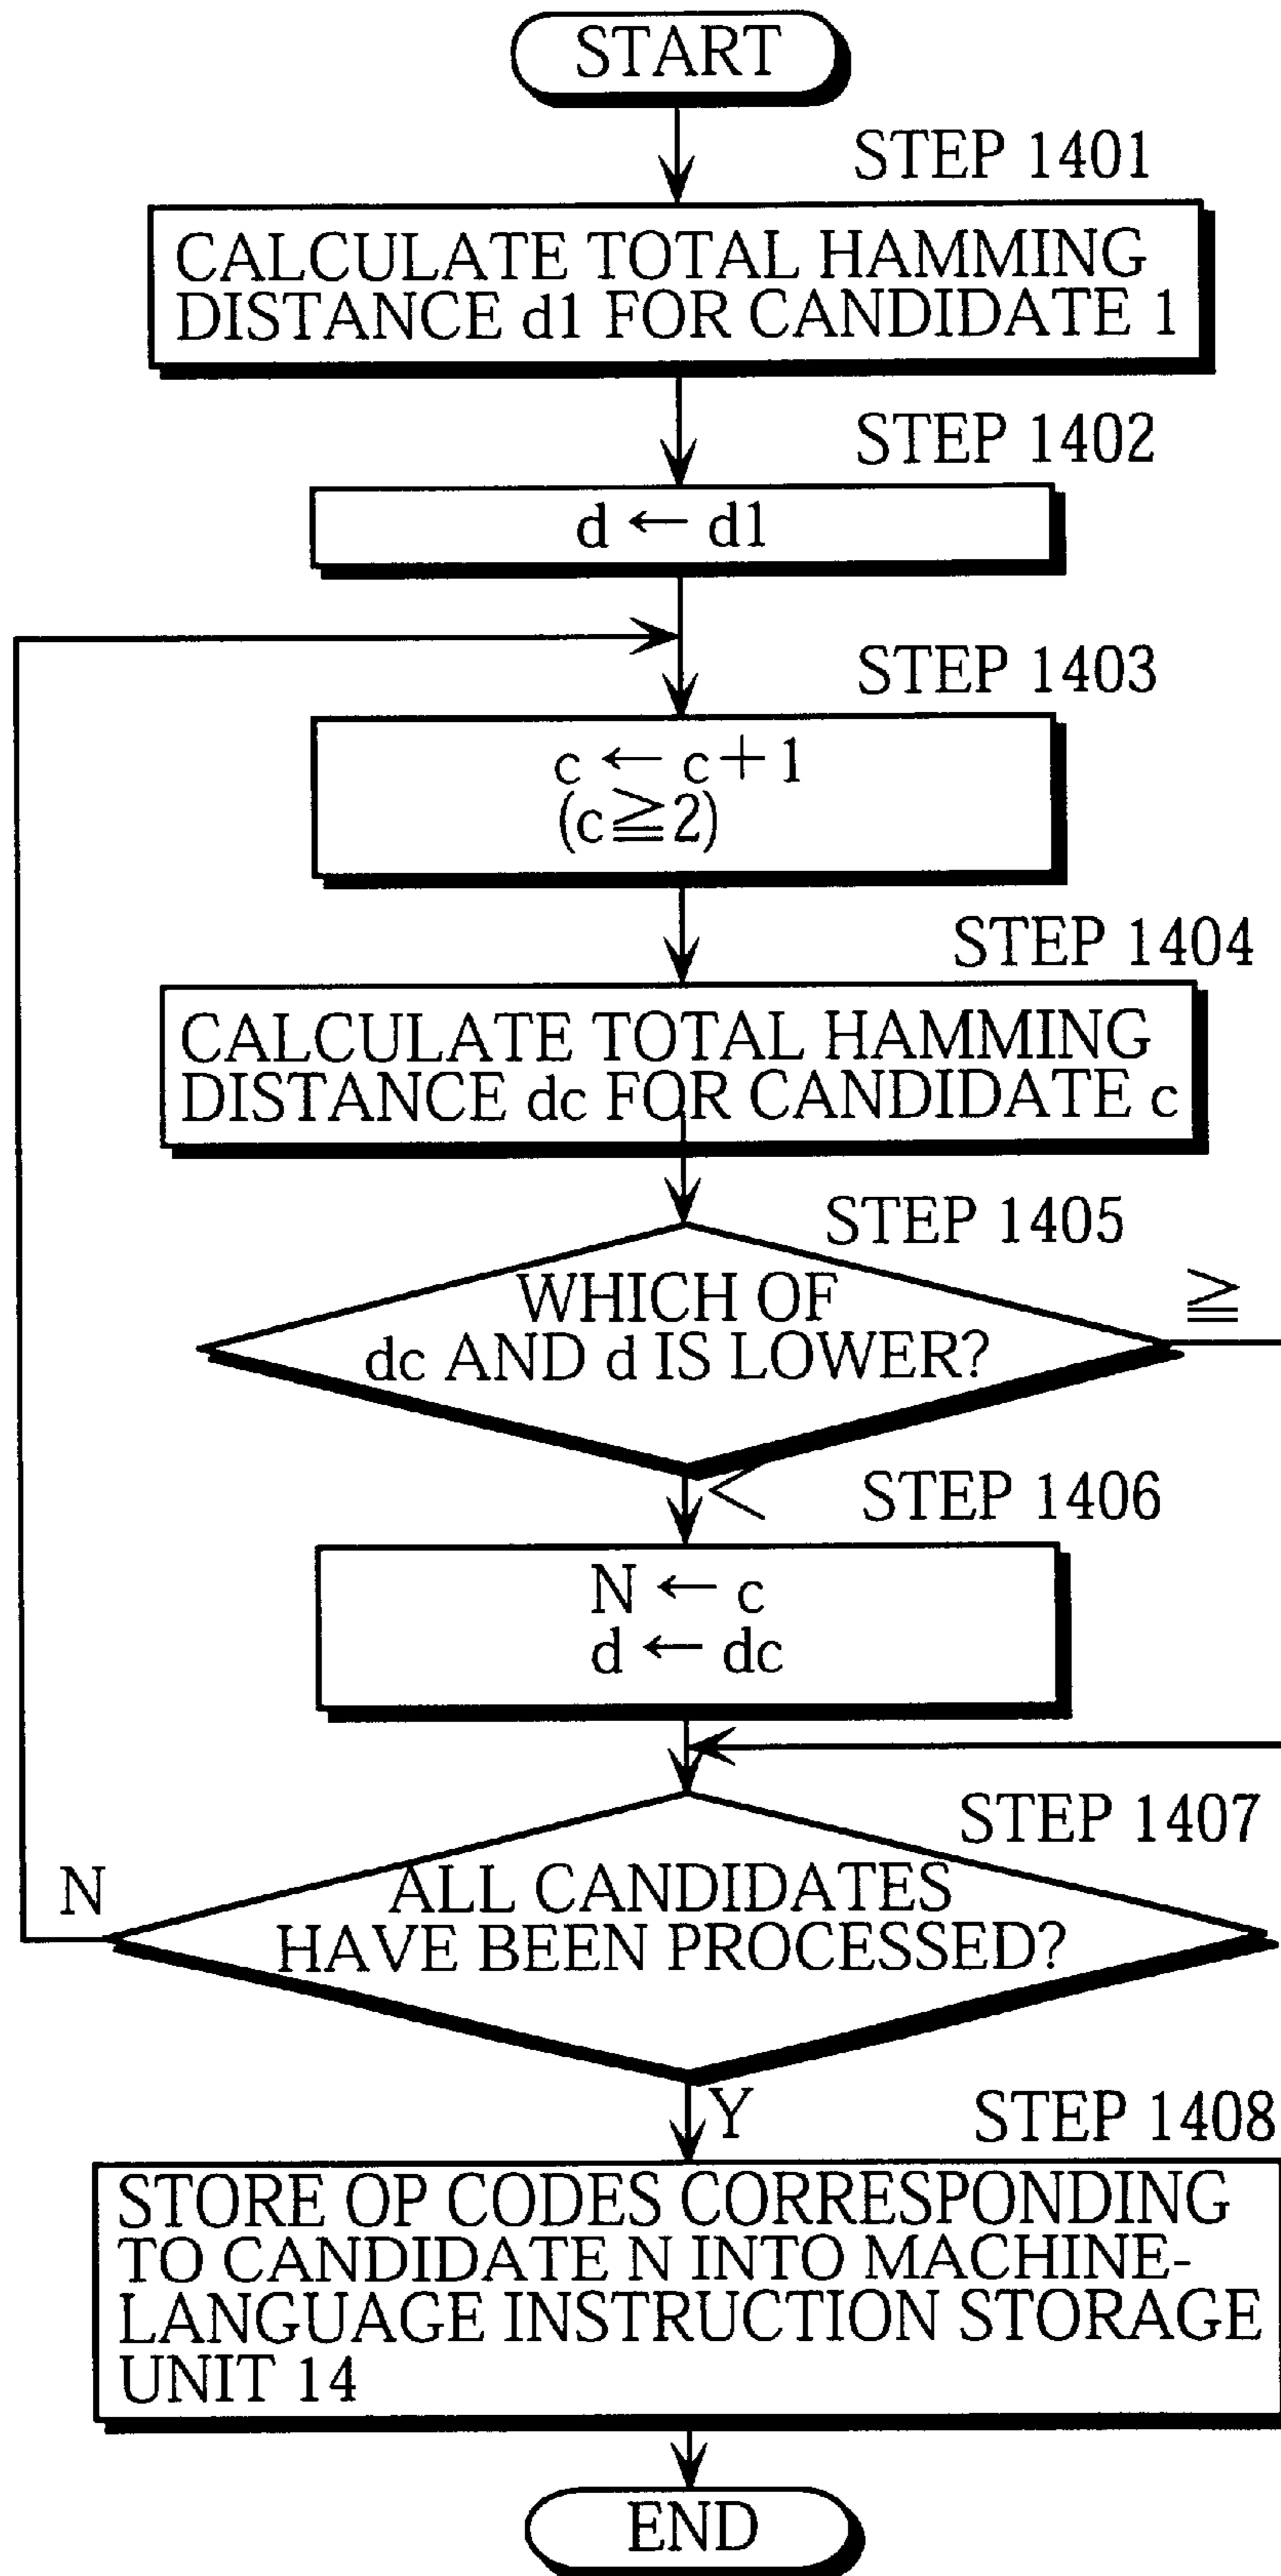 START
STEP 1401
CALCULATE TOTAL HAMMING
DISTANCE d1 FOR CANDIDATE 1
STEP 1402
d ← d1
STEP 1403
c ← c + 1
(c≧2)
STEP 1404
CALCULATE TOTAL HAMMING
DISTANCE dc FOR CANDIDATE c
STEP 1405
WHICH OF
dc AND d IS LOWER?
≧
<
STEP 1406
N ← c
d ← dc
STEP 1407
N
ALL CANDIDATES
HAVE BEEN PROCESSED?
Y
STEP 1408
STORE OP CODES CORRESPONDING
TO CANDIDATE N INTO MACHINE-
LANGUAGE INSTRUCTION STORAGE
UNIT 14
END